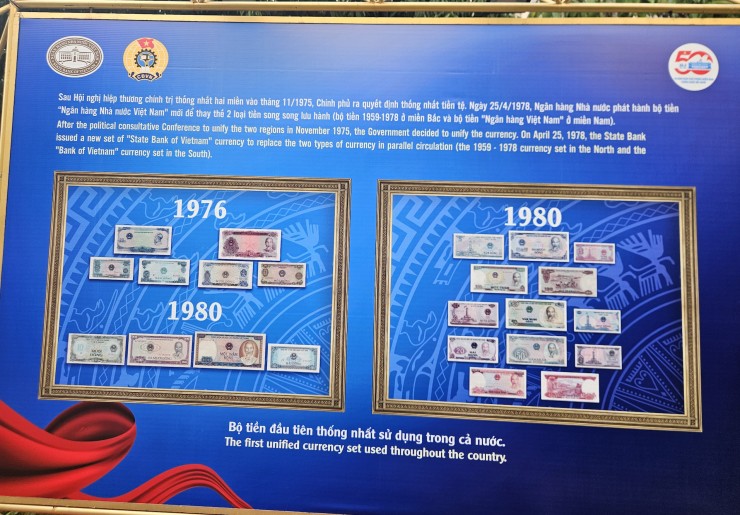 Sau Hội nghị hiệp thương chính trị thống nhất hai miền vào tháng 11/1975, Chính phủ ra quyết định thống nhất tiền tệ. Ngày 25/4/1978, Ngân hàng Nhà nước phát hành bộ tiền
"Ngân hàng Nhà nước Việt Nam" mới để thay thế 2 loại tiền song song lưu hành (bộ tiền 1959-1978 ở miền Bắc và bộ tiền "Ngân hàng Việt Nam" ở miền Nam).
After the political consultative Conference to unify the two regions in November 1975, the Government decided to unify the currency. On April 25, 1978, the State Bank
issued a new set of "State Bank of Vietnam" currency to replace the two types of currency in parallel circulation (the 1959 - 1978 currency set in the North and the
"Bank of Vietnam" currency set in the South).
1976
1980
1980
Bộ tiền đầu tiên thống nhất sử dụng trong cả nước.
The first unified currency set used throughout the country.